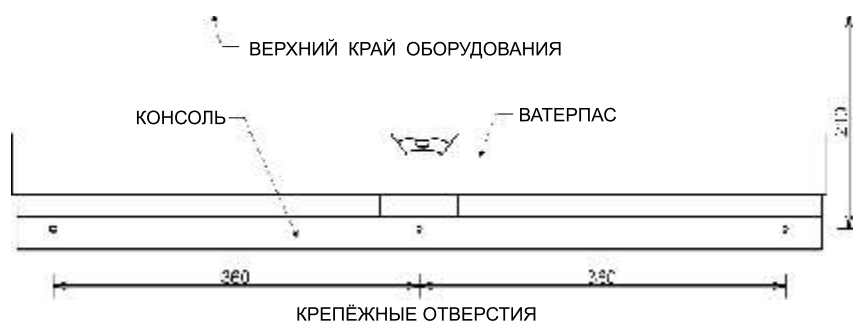 ВЕРХНИЙ КРАЙ ОБОРУДОВАНИЯ
КОНСОЛЬ
ВАТЕРПАС
360
КРЕПЁЖНЫЕ ОТВЕРСТИЯ